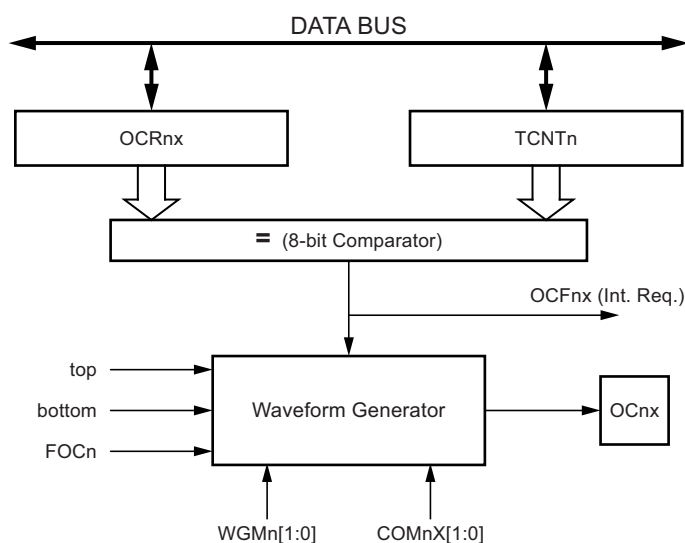 DATA BUS
OCRnx
TCNTn
= (8-bit Comparator)
OCFnx (Int. Req.)
top
bottom
FOCn
Waveform Generator
OCnx
WGMn[1:0]
COMnX[1:0]